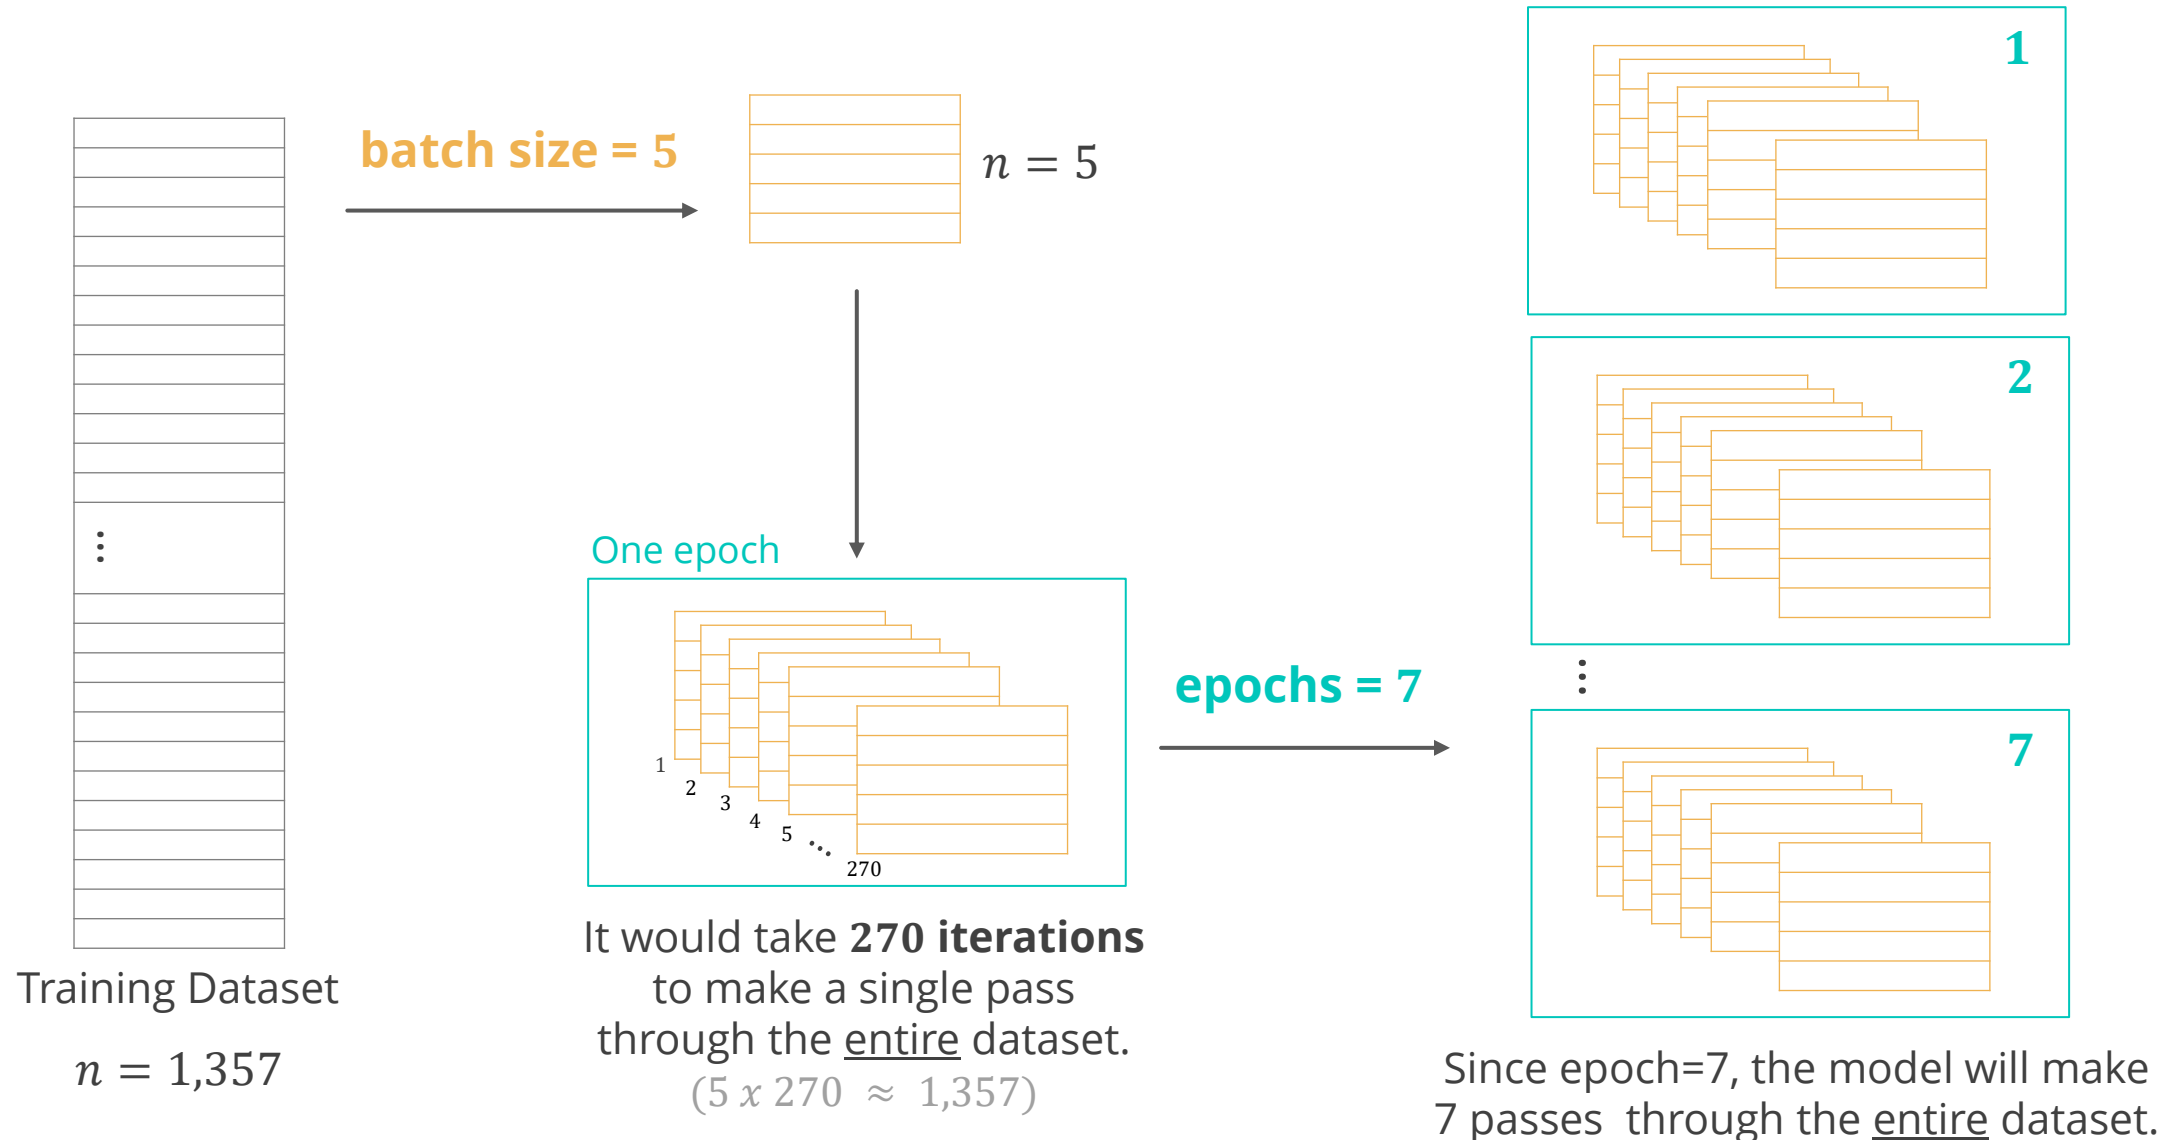 batch size = 5
n = 5
⋮
Training Dataset
n = 1,357
One epoch
1
2
3
4
5
⋱
270
It would take 270 iterations
to make a single pass
through the entire dataset.
(5 x 270 ≈ 1,357)
epochs = 7
1
2
⋮
7
Since epoch=7, the model will make
7 passes through the entire dataset.